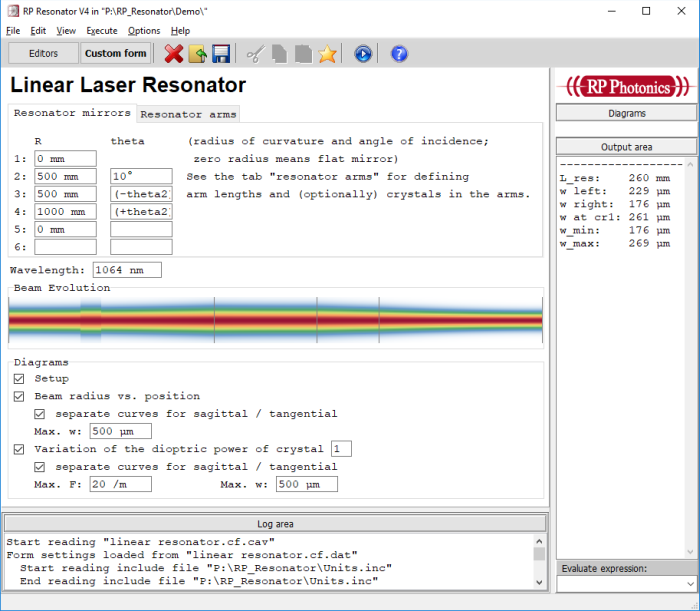 RP Resonator V4 in "P:\RP_Resonator\Demo\"
File Edit View Execute Options Help
Editors Custom form
Linear Laser Resonator
Resonator mirrors Resonator arms
R theta (radius of curvature and angle of incidence;
1: 0 mm zero radius means flat mirror)
2: 500 mm 10° See the tab "resonator arms" for defining
3: 500 mm (-theta2 arm lengths and (optionally) crystals in the arms.
4: 1000 mm (+theta2
5: 0 mm
6:
Wavelength: 1064 nm
Beam Evolution
Diagrams
Setup
Beam radius vs. position
separate curves for sagittal / tangential
Max. w: 500 µm
Variation of the dioptric power of crystal 1
separate curves for sagittal / tangential
Max. F: 20 /m Max. w: 500 µm
Log area
Start reading "linear resonator.cf.cav"
Form settings loaded from "linear resonator.cf.dat"
Start reading include file "P:\RP_Resonator\Units.inc"
End reading include file "P:\RP_Resonator\Units.inc"
RP Photonics
Diagrams
Output area
L_res: 260 mm
w left: 229 µm
w right: 176 µm
w at cr1: 261 µm
w_min: 176 µm
w_max: 269 µm
Evaluate expression: